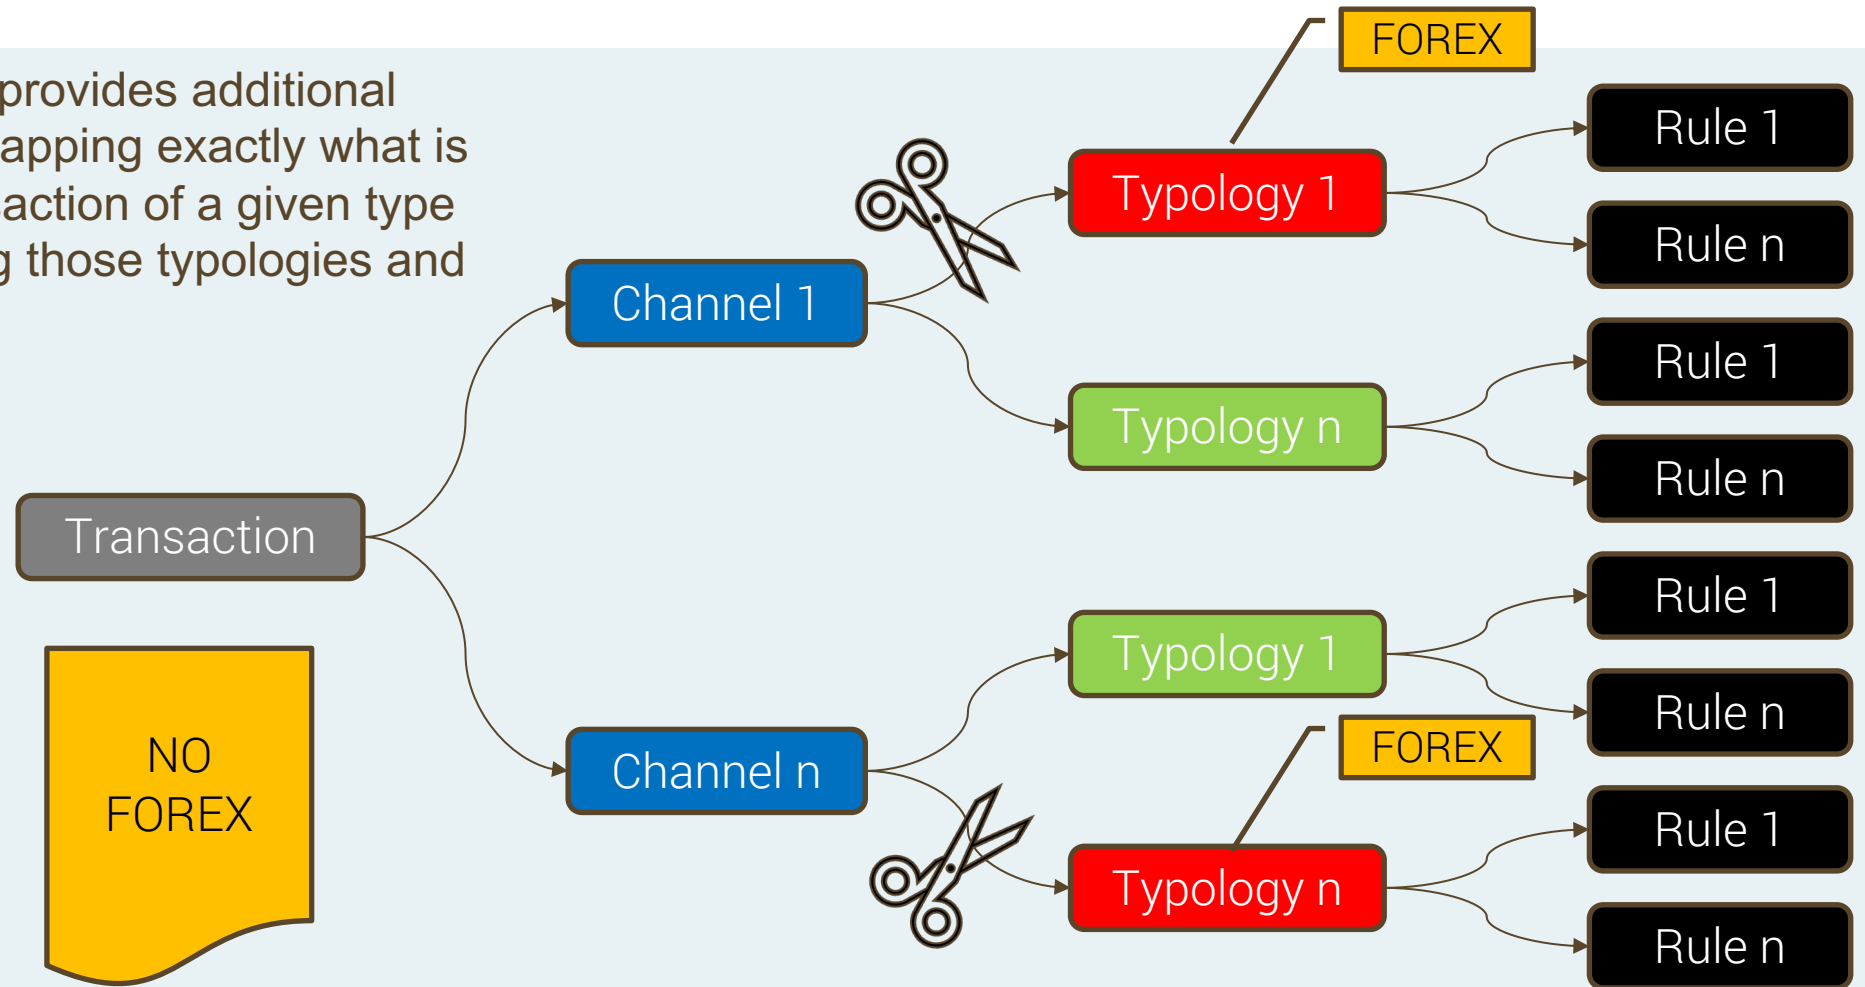 provides additional
apping exactly what is
saction of a given type
g those typologies and
FOREX
Rule 1
Typology 1
Rule n
Channel 1
Rule 1
Typology n
Rule n
Transaction
Rule 1
Typology 1
Rule n
NO
FOREX
FOREX
Channel n
Rule 1
Typology n
Rule n